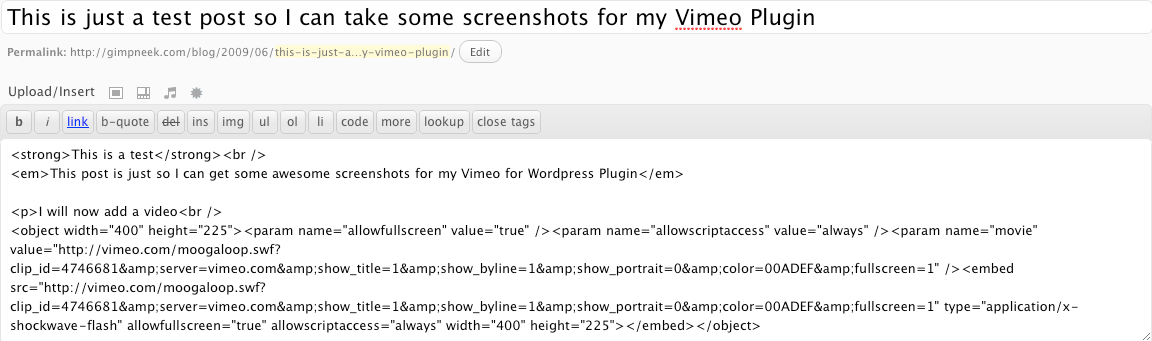 This is just a test post so I can take some screenshots for my Vimeo Plugin
Permalink: http://gimpneek.com/blog/2009/06/this-is-just-a...y-vimeo-plugin/ Edit
Upload/Insert
b i link b-quote del ins img ul ol li code more lookup close tags
<strong>This is a test</strong><br />
<em>This post is just so I can get some awesome screenshots for my Vimeo for Wordpress Plugin</em>
<p>I will now add a video<br />
<object width="400" height="225"><param name="allowfullscreen" value="true" /><param name="allowscriptaccess" value="always" /><param name="movie"
value="http://vimeo.com/moogaloop.swf?
clip_id=4746681&amp;server=vimeo.com&amp;show_title=1&amp;show_byline=1&amp;show_portrait=0&amp;color=00ADEF&amp;fullscreen=1" /><embed
src="http://vimeo.com/moogaloop.swf?
clip_id=4746681&amp;server=vimeo.com&amp;show_title=1&amp;show_byline=1&amp;show_portrait=0&amp;color=00ADEF&amp;fullscreen=1" type="application/x-
shockwave-flash" allowfullscreen="true" allowscriptaccess="always" width="400" height="225"></embed></object>